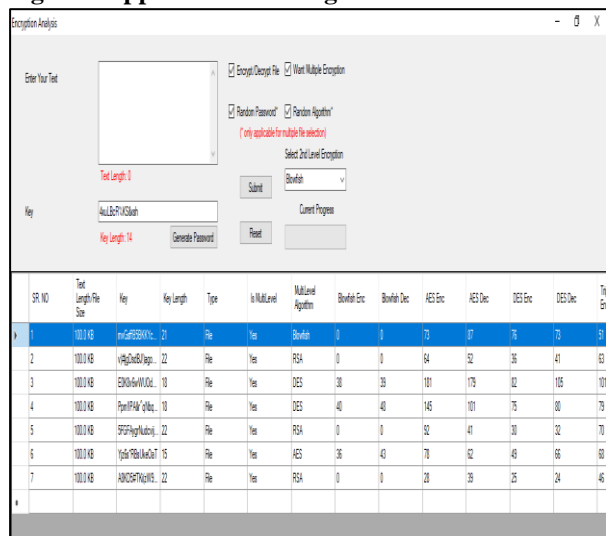 Encryption Analysis
Enter Your Text
Encrypt/Decrypt File Want Multiple Encryption
Random Password* Random Algorithm*
(* only applicable for multiple file selection)
Select 2nd Level Encryption
Text Length: 0
Submit Blowfish
Key
Current Progress
Key Length: 14 Generate Password Reset
SR. NO Text Length/File Size Key Key Length Type Is MultiLevel MultiLevel Algorithm Blowfish Enc Blowfish Dec AES Enc AES Dec DES Enc DES Dec
1 100.0 KB 21 File Yes Blowfish 0 0 73 87 76 73 51
2 100.0 KB 22 File Yes RSA 0 0 64 52 36 41 63
3 100.0 KB 18 File Yes DES 38 39 181 179 82 105 101
4 100.0 KB 18 File Yes DES 40 48 145 101 75 80 79
5 100.0 KB 22 File Yes RSA 0 0 92 41 30 32 70
6 100.0 KB 15 File Yes AES 36 43 78 62 49 66 68
7 100.0 KB 22 File Yes RSA 0 0 28 39 25 24 46